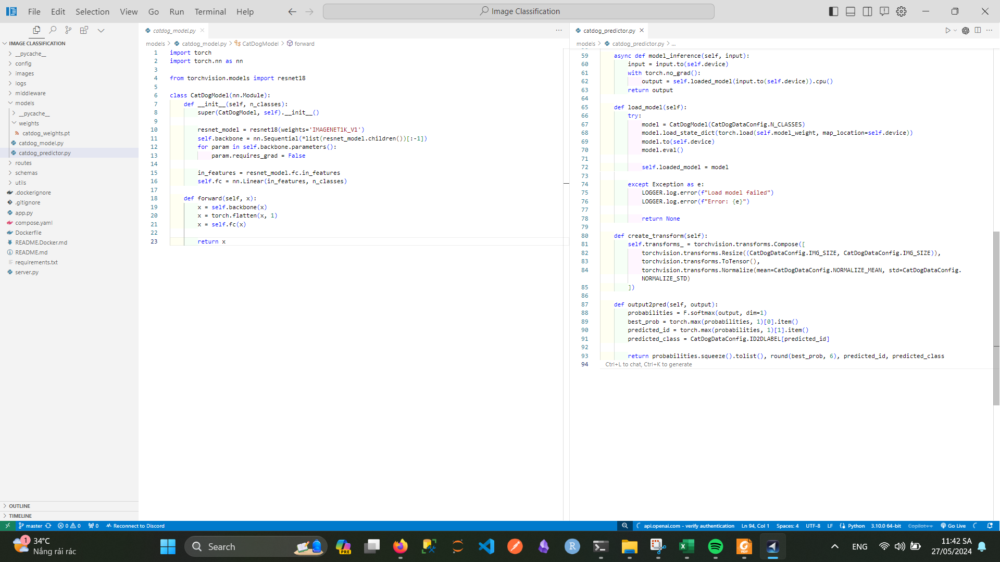 File Edit Selection View Go Run Terminal Help
Image Classification
IMAGE CLASSIFICATION
__pycache__
config
images
logs
middleware
models
__pycache__
weights
catdog_weights.pt
catdog_model.py
catdog_predictor.py
routes
schemas
utils
.dockerignore
.gitignore
app.py
compose.yaml
Dockerfile
README.Docker.md
README.md
requirements.txt
server.py
OUTLINE
TIMELINE
catdog_model.py
models > catdog_model.py > CatDogModel > forward
1 import torch
2 import torch.nn as nn
3
4 from torchvision.models import resnet18
5
6 class CatDogModel(nn.Module):
7 def __init__(self, n_classes):
8 super(CatDogModel, self).__init__()
9
10 resnet_model = resnet18(weights='IMAGENET1K_V1')
11 self.backbone = nn.Sequential(*list(resnet_model.children())[:-1])
12 for param in self.backbone.parameters():
13 param.requires_grad = False
14
15 in_features = resnet_model.fc.in_features
16 self.fc = nn.Linear(in_features, n_classes)
17
18 def forward(self, x):
19 x = self.backbone(x)
20 x = torch.flatten(x, 1)
21 x = self.fc(x)
22
23 return x
catdog_predictor.py
models > catdog_predictor.py > ...
59 async def model_inference(self, input):
60 input = input.to(self.device)
61 with torch.no_grad():
62 output = self.loaded_model(input.to(self.device)).cpu()
63 return output
64
65 def load_model(self):
66 try:
67 model = CatDogModel(CatDogDataConfig.N_CLASSES)
68 model.load_state_dict(torch.load(self.model_weight, map_location=self.device))
69 model.to(self.device)
70 model.eval()
71
72 self.loaded_model = model
73
74 except Exception as e:
75 LOGGER.log.error(f"Load model failed")
76 LOGGER.log.error(f"Error: {e}")
77
78 return None
79
80 def create_transform(self):
81 self.transforms_ = torchvision.transforms.Compose([
82 torchvision.transforms.Resize((CatDogDataConfig.IMG_SIZE, CatDogDataConfig.IMG_SIZE)),
83 torchvision.transforms.ToTensor(),
84 torchvision.transforms.Normalize(mean=CatDogDataConfig.NORMALIZE_MEAN, std=CatDogDataConfig.
NORMALIZE_STD)
85 ])
86
87 def output2pred(self, output):
88 probabilities = F.softmax(output, dim=1)
89 best_prob = torch.max(probabilities, 1)[0].item()
90 predicted_id = torch.max(probabilities, 1)[1].item()
91 predicted_class = CatDogDataConfig.ID2DLABEL[predicted_id]
92
93 return probabilities.squeeze().tolist(), round(best_prob, 6), predicted_id, predicted_class
94 Ctrl+L to chat, Ctrl+K to generate
master 0 0 0 Reconnect to Discord api.openai.com - verify authentication Ln 94, Col 1 Spaces: 4 UTF-8 LF Python 3.10.0 64-bit Copilot++ Go Live
1 34°C
Nắng rải rác
Search
PRE
R
PDF
ENG
11:42 SA
27/05/2024